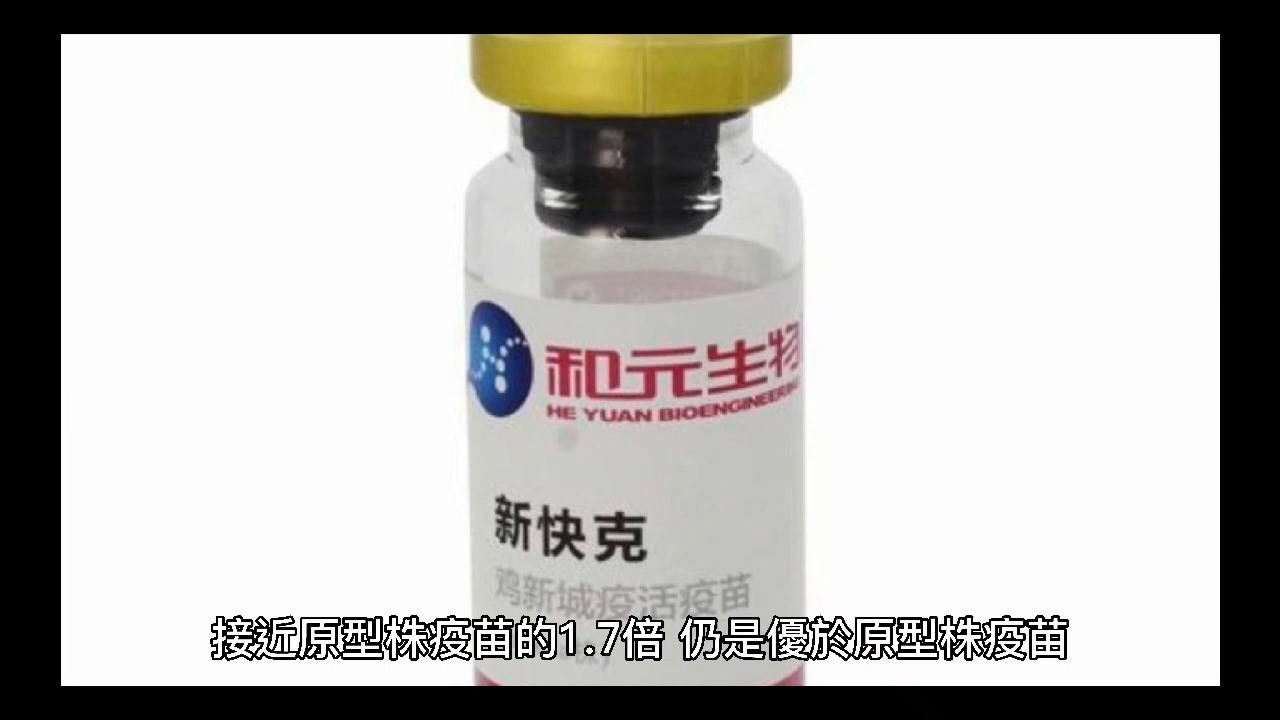 和元生物
HE YUAN BIOENGINEERING
新快克
鸡新城疫活疫苗
接近原型株疫苗的1.7倍 仍是優於原型株疫苗